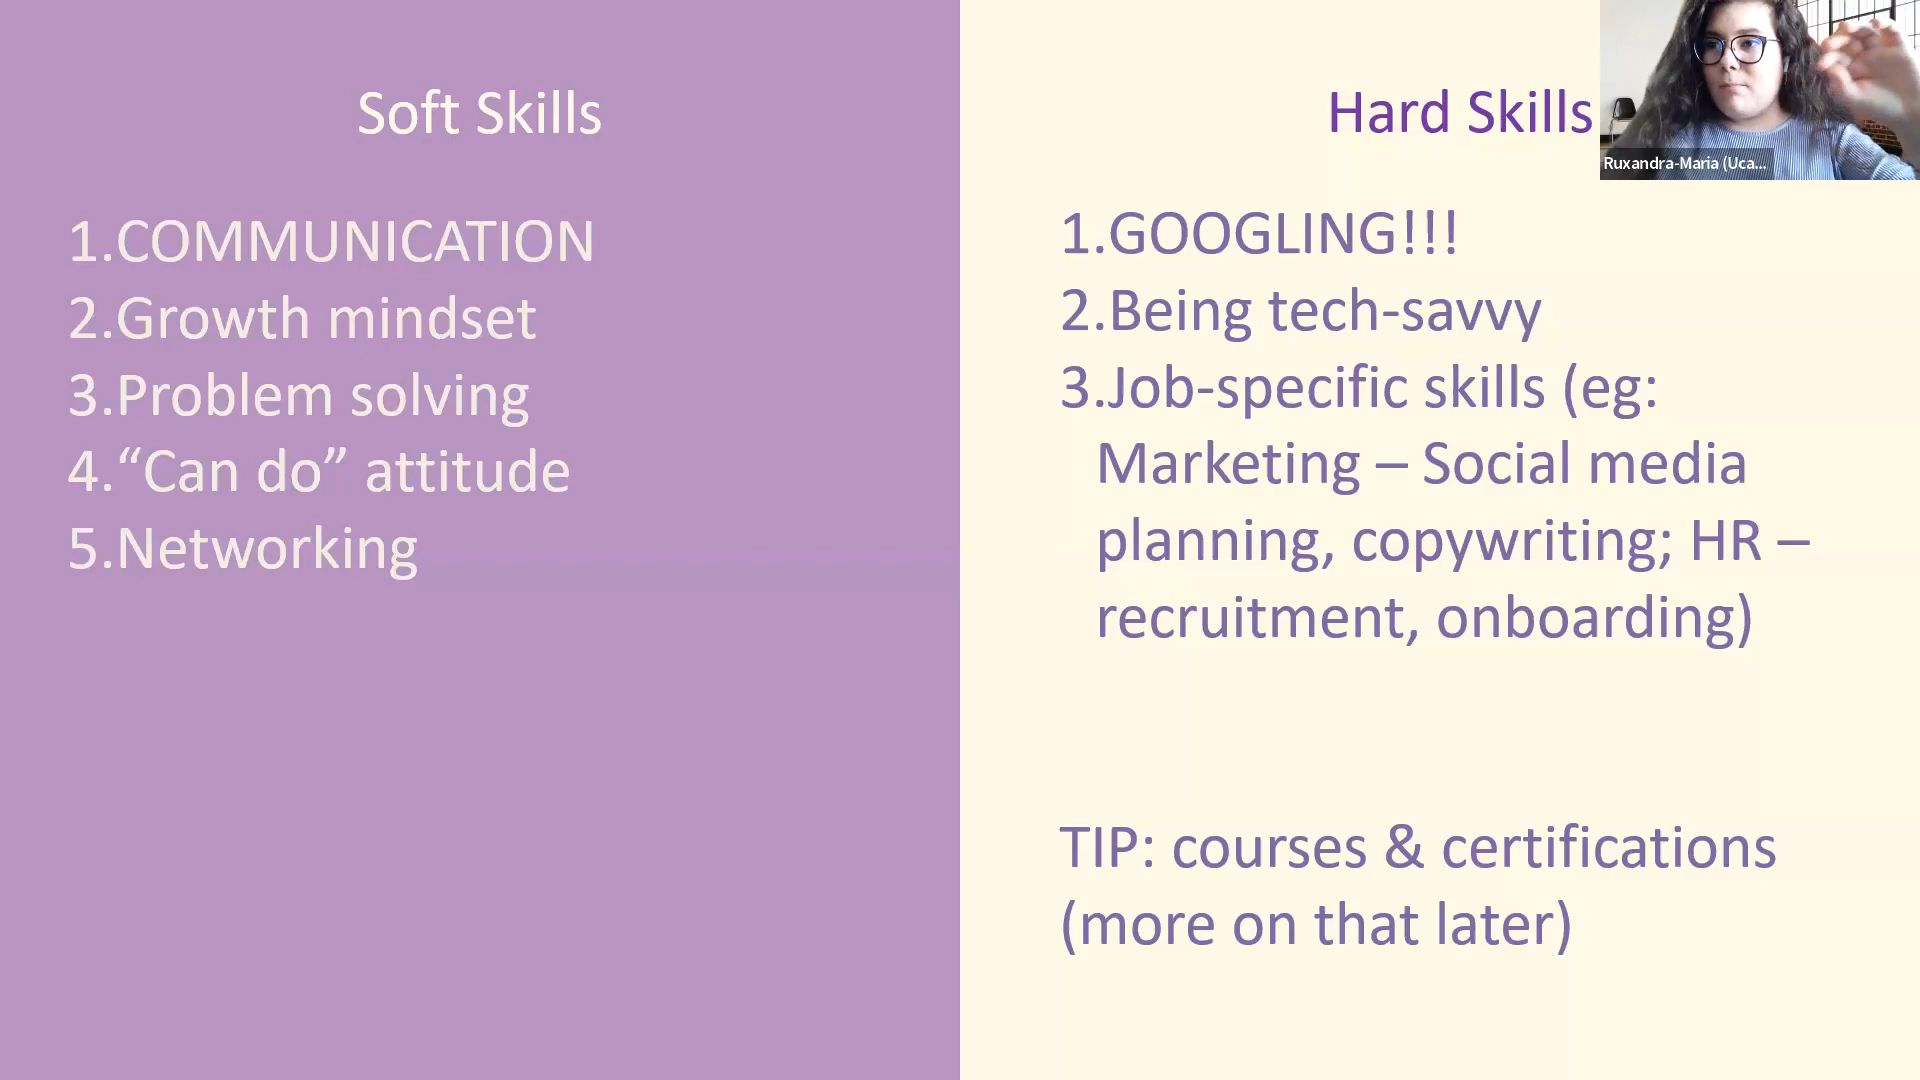 Soft Skills
1.COMMUNICATION
2.Growth mindset
3.Problem solving
4.“Can do” attitude
5.Networking
Hard Skills
1.GOOGLING!!!
2.Being tech-savvy
3.Job-specific skills (eg:
Marketing – Social media
planning, copywriting; HR –
recruitment, onboarding)
TIP: courses & certifications
(more on that later)
Ruxandra-Maria (Uca...